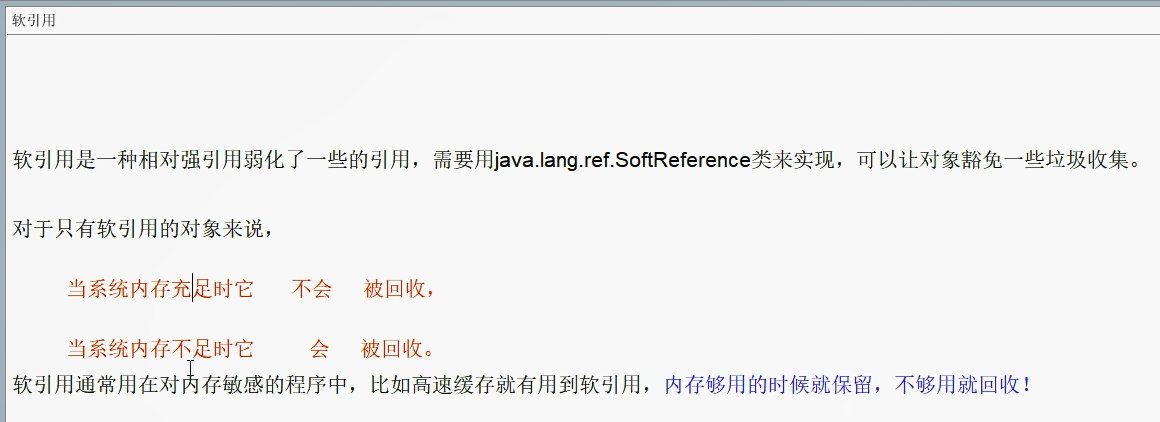 软引用
软引用是一种相对强引用弱化了一些的引用，需要用java.lang.ref.SoftReference类来实现，可以让对象豁免一些垃圾收集。
对于只有软引用的对象来说，
当系统内存充足时它 不会 被回收，
当系统内存不足时它 会 被回收。
软引用通常用在对内存敏感的程序中，比如高速缓存就有用到软引用，内存够用的时候就保留，不够用就回收！